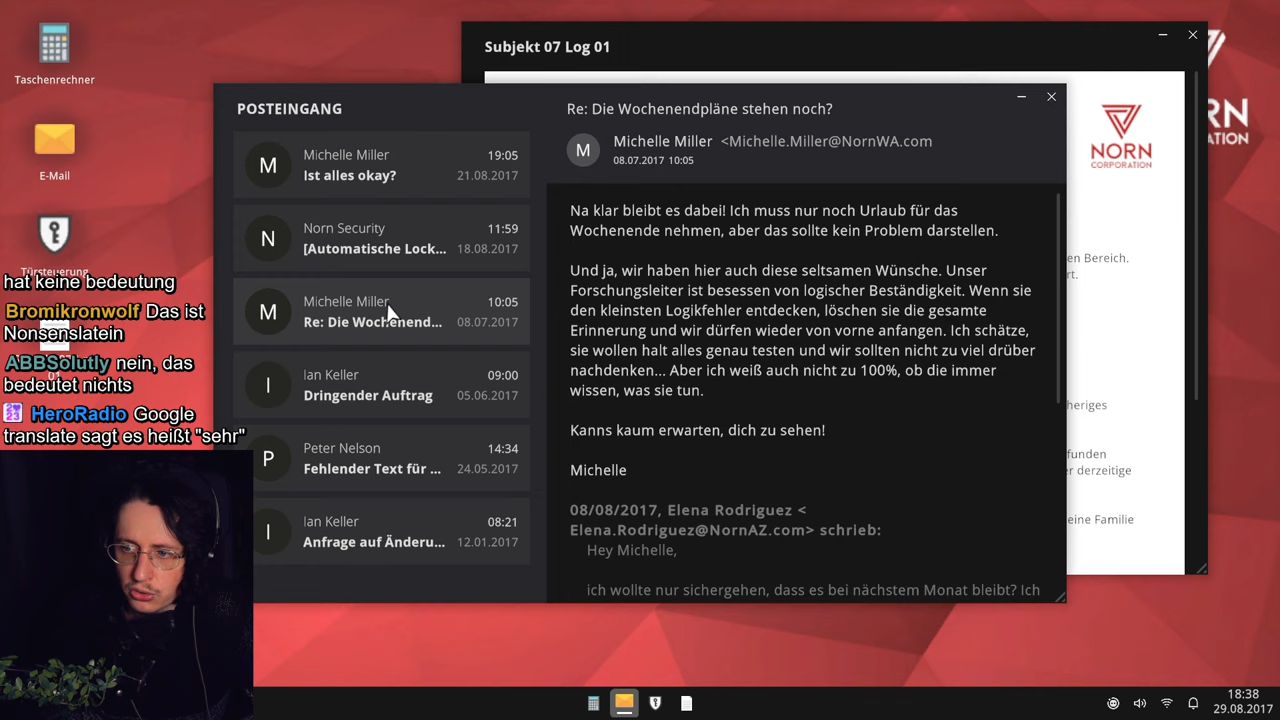 Taschenrechner
E-Mail
Türsteuerung
01
Subjekt 07 Log 01
NORN
CORPORATION
en Bereich.
rt.
heriges
funden
er derzeitige
eine Familie
POSTEINGANG
M
Michelle Miller 19:05
Ist alles okay? 21.08.2017
N
Norn Security 11:59
[Automatische Lock... 18.08.2017
M
Michelle Miller 10:05
Re: Die Wochenend... 08.07.2017
I
Ian Keller 09:00
Dringender Auftrag 05.06.2017
P
Peter Nelson 14:34
Fehlender Text für ... 24.05.2017
I
Ian Keller 08:21
Anfrage auf Änderu... 12.01.2017
Re: Die Wochenendpläne stehen noch?
M
Michelle Miller <Michelle.Miller@NornWA.com>
08.07.2017 10:05
Na klar bleibt es dabei! Ich muss nur noch Urlaub für das
Wochenende nehmen, aber das sollte kein Problem darstellen.
Und ja, wir haben hier auch diese seltsamen Wünsche. Unser
Forschungsleiter ist besessen von logischer Beständigkeit. Wenn sie
den kleinsten Logikfehler entdecken, löschen sie die gesamte
Erinnerung und wir dürfen wieder von vorne anfangen. Ich schätze,
sie wollen halt alles genau testen und wir sollten nicht zu viel drüber
nachdenken... Aber ich weiß auch nicht zu 100%, ob die immer
wissen, was sie tun.
Kanns kaum erwarten, dich zu sehen!
Michelle
08/08/2017, Elena Rodriguez <
Elena.Rodriguez@NornAZ.com> schrieb:
Hey Michelle,
ich wollte nur sichergehen, dass es bei nächstem Monat bleibt? Ich
hat keine bedeutung
Bromikronwolf Das ist
Nonsenslatein
ABBSolutly nein, das
bedeutet nichts
HeroRadio Google
translate sagt es heißt "sehr"
18:38
29.08.2017